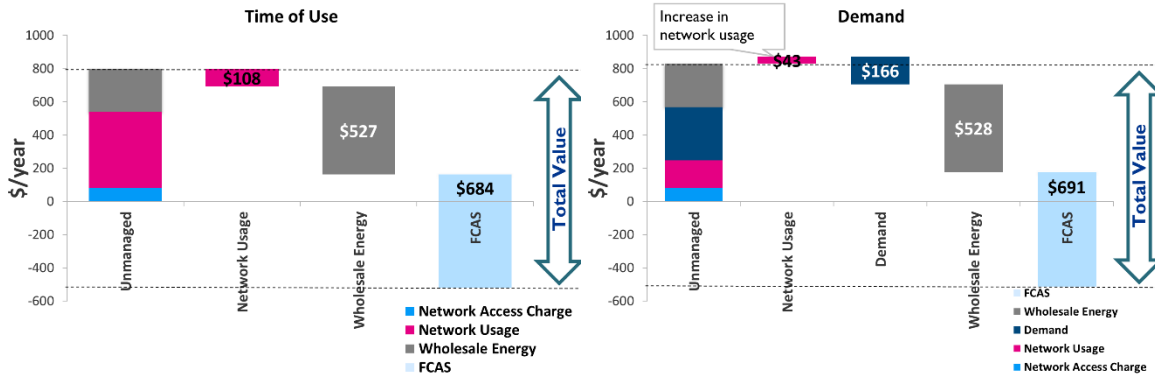 Time of Use
1000
800
600
400
200
0
-200
-400
-600
$/year
$108
$527
$684
Unmanaged
Network Usage
Wholesale Energy
FCAS
Total Value
Network Access Charge
Network Usage
Wholesale Energy
FCAS
Demand
Increase in
network usage
1000
800
600
400
200
0
-200
-400
-600
$/year
$43
$166
$528
$691
Unmanaged
Network Usage
Demand
Wholesale Energy
FCAS
Total Value
FCAS
Wholesale Energy
Demand
Network Usage
Network Access Charge